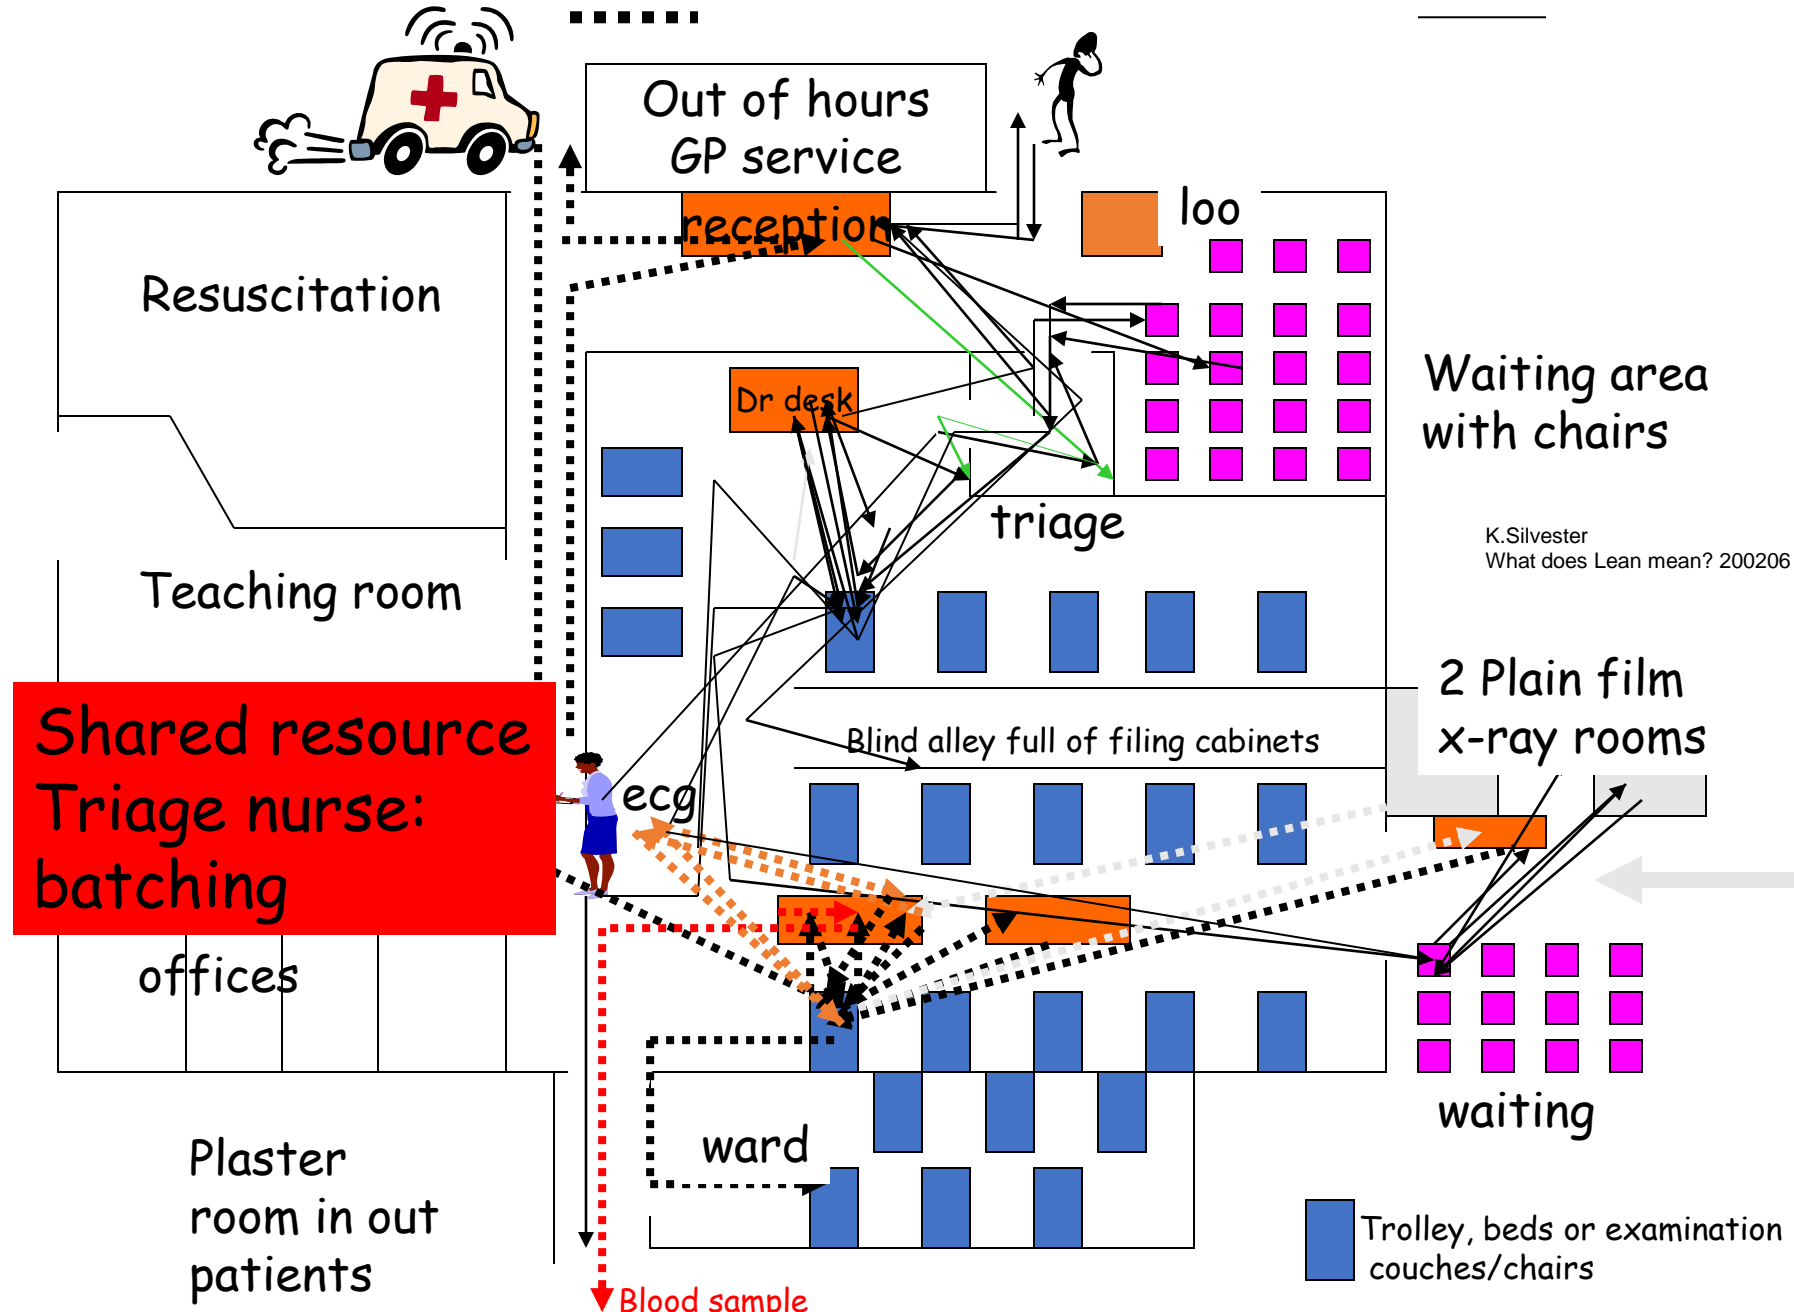 Out of hours
GP service
reception
loo
Resuscitation
Waiting area
with chairs
Dr desk
triage
K.Silvester
What does Lean mean? 200206
Teaching room
2 Plain film
x-ray rooms
Shared resource
Triage nurse:
batching
Blind alley full of filing cabinets
ecg
offices
waiting
ward
Plaster
room in out
patients
Trolley, beds or examination
couches/chairs
Blood sample